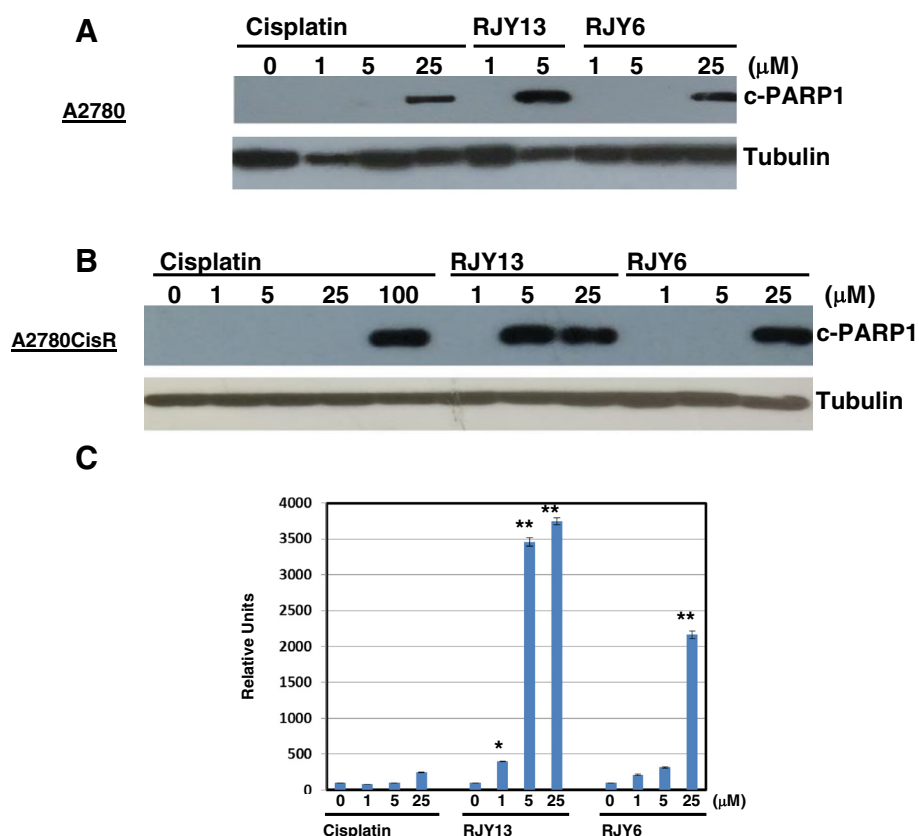 A
Cisplatin RJY13 RJY6
0 1 5 25 1 5 1 5 25 (μM)
A2780
c-PARP1
Tubulin
B
Cisplatin RJY13 RJY6
0 1 5 25 100 1 5 25 1 5 25 (μM)
A2780CisR
c-PARP1
Tubulin
C
4000
3500
3000
2500
2000
1500
1000
500
0
Relative Units
** **
**
*
0 1 5 25 0 1 5 25 0 1 5 25 (μM)
Cisplatin RJY13 RJY6